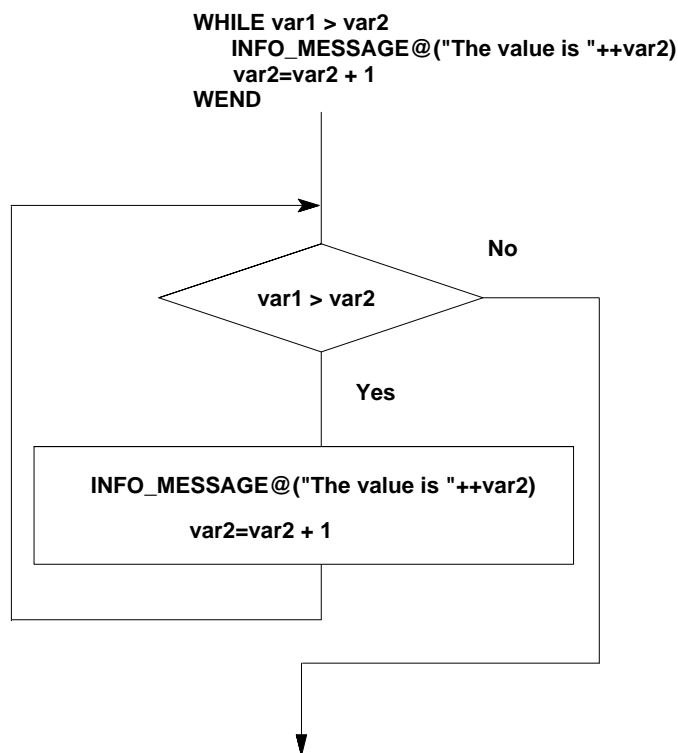 WHILE var1 > var2
INFO_MESSAGE@("The value is "++var2)
var2=var2 + 1
WEND
No
var1 > var2
Yes
INFO_MESSAGE@("The value is "++var2)
var2=var2 + 1